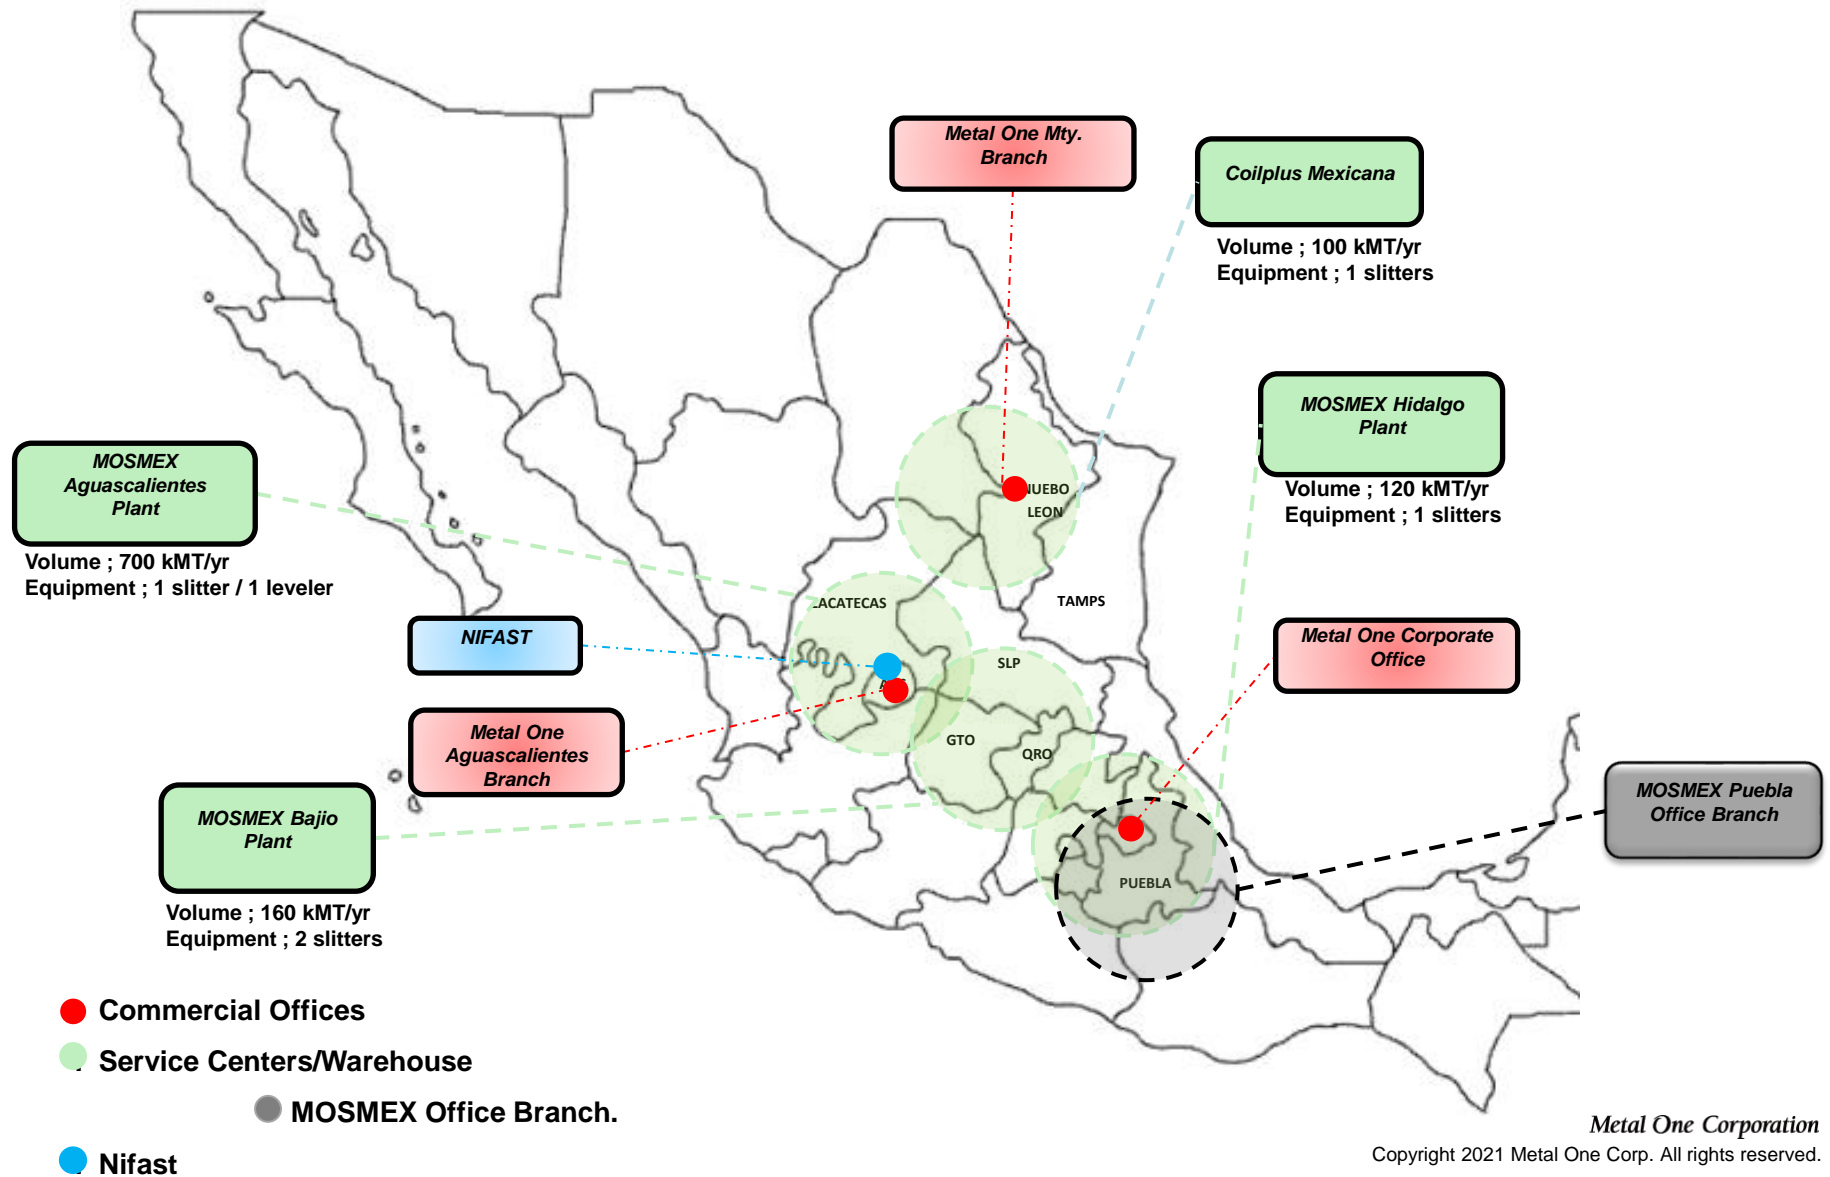 Metal One Mty.
Branch
Coilplus Mexicana
Volume ; 100 kMT/yr
Equipment ; 1 slitters
MOSMEX Hidalgo
Plant
Volume ; 120 kMT/yr
Equipment ; 1 slitters
MOSMEX
Aguascalientes
Plant
Volume ; 700 kMT/yr
Equipment ; 1 slitter / 1 leveler
NUEBO
LEON
ZACATECAS
TAMPS
NIFAST
Metal One Corporate
Office
SLP
Metal One
Aguascalientes
Branch
GTO
QRO
MOSMEX Puebla
Office Branch
MOSMEX Bajio
Plant
Volume ; 160 kMT/yr
Equipment ; 2 slitters
PUEBLA
Commercial Offices
Service Centers/Warehouse
MOSMEX Office Branch.
Nifast
Metal One Corporation
Copyright 2021 Metal One Corp. All rights reserved.